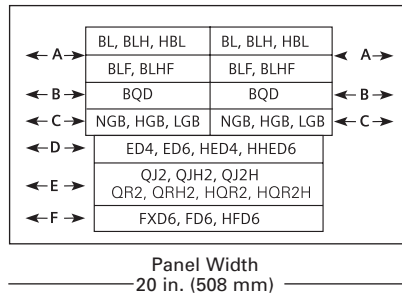 A BL, BLH, HBL BL, BLH, HBL A
BLF, BLHF BLF, BLHF
B BQD BQD B
C NGB, HGB, LGB NGB, HGB, LGB C
D ED4, ED6, HED4, HHED6
E QJ2, QJH2, QJ2H
QR2, QRH2, HQR2, HQR2H
F FXD6, FD6, HFD6
Panel Width
20 in. (508 mm)